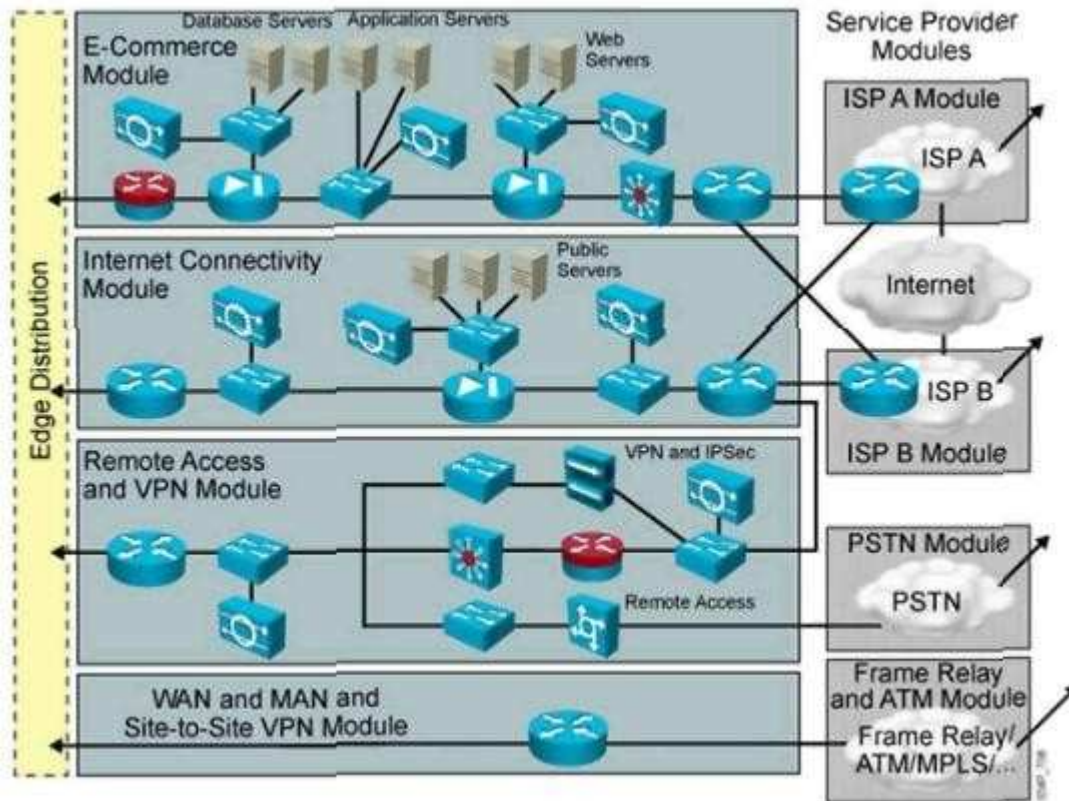 Database Servers
Application Servers
E-Commerce
Module
Web
Servers
Service Provider
Modules
ISP A Module
ISP A
Internet Connectivity
Module
Public
Servers
Internet
ISP B
ISP B Module
Edge Distribution
Remote Access
and VPN Module
VPN and IPSec
Remote Access
PSTN Module
PSTN
WAN and MAN and
Site-to-Site VPN Module
Frame Relay
and ATM Module
Frame Relay/
ATM/MPLS/...